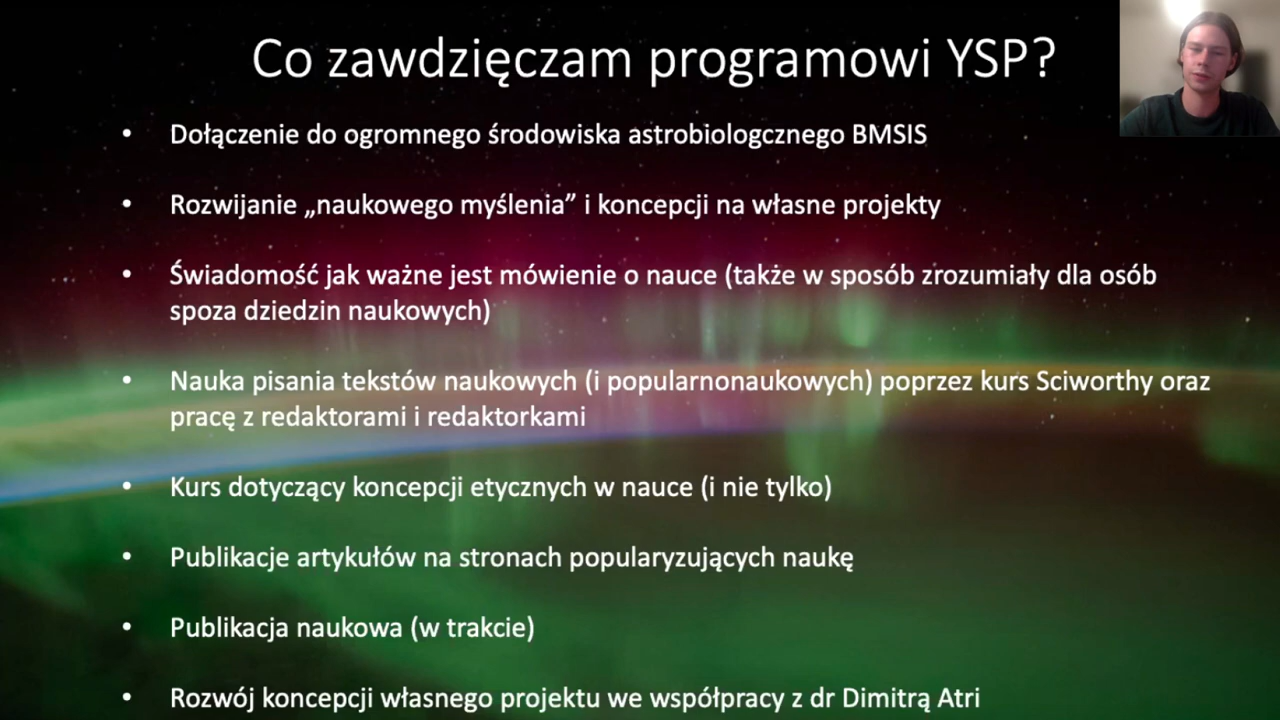 Co zawdzięczam programowi YSP?
• Dołączenie do ogromnego środowiska astrobiologcznego BMSIS
• Rozwijanie „naukowego myślenia” i koncepcji na własne projekty
• Świadomość jak ważne jest mówienie o nauce (także w sposób zrozumiały dla osób
spoza dziedzin naukowych)
• Nauka pisania tekstów naukowych (i popularnonaukowych) poprzez kurs Sciworthy oraz
pracę z redaktorami i redaktorkami
• Kurs dotyczący koncepcji etycznych w nauce (i nie tylko)
• Publikacje artykułów na stronach popularyzujących naukę
• Publikacja naukowa (w trakcie)
• Rozwój koncepcji własnego projektu we współpracy z dr Dimitrą Atri